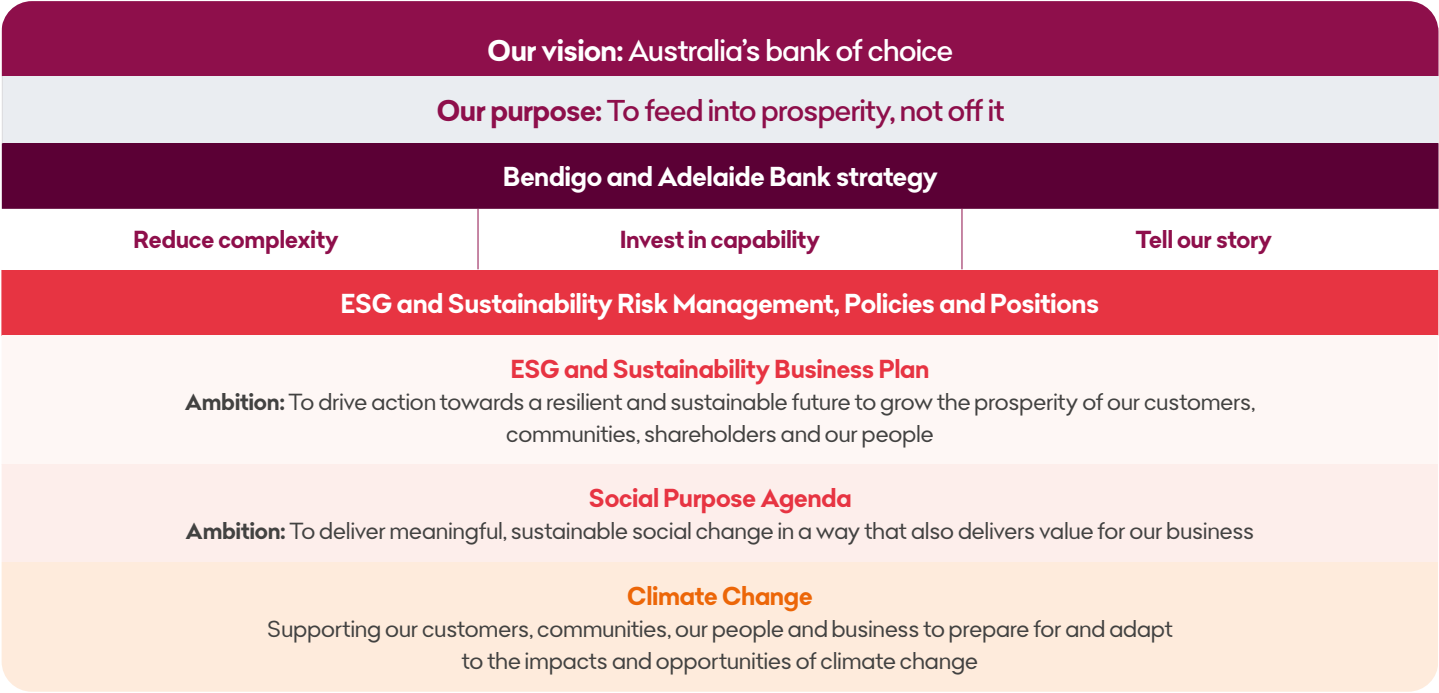 Our vision: Australia’s bank of choice
Our purpose: To feed into prosperity, not off it
Bendigo and Adelaide Bank strategy
Reduce complexity
Invest in capability
Tell our story
ESG and Sustainability Risk Management, Policies and Positions
ESG and Sustainability Business Plan
Ambition: To drive action towards a resilient and sustainable future to grow the prosperity of our customers,
communities, shareholders and our people
Social Purpose Agenda
Ambition: To deliver meaningful, sustainable social change in a way that also delivers value for our business
Climate Change
Supporting our customers, communities, our people and business to prepare for and adapt
to the impacts and opportunities of climate change